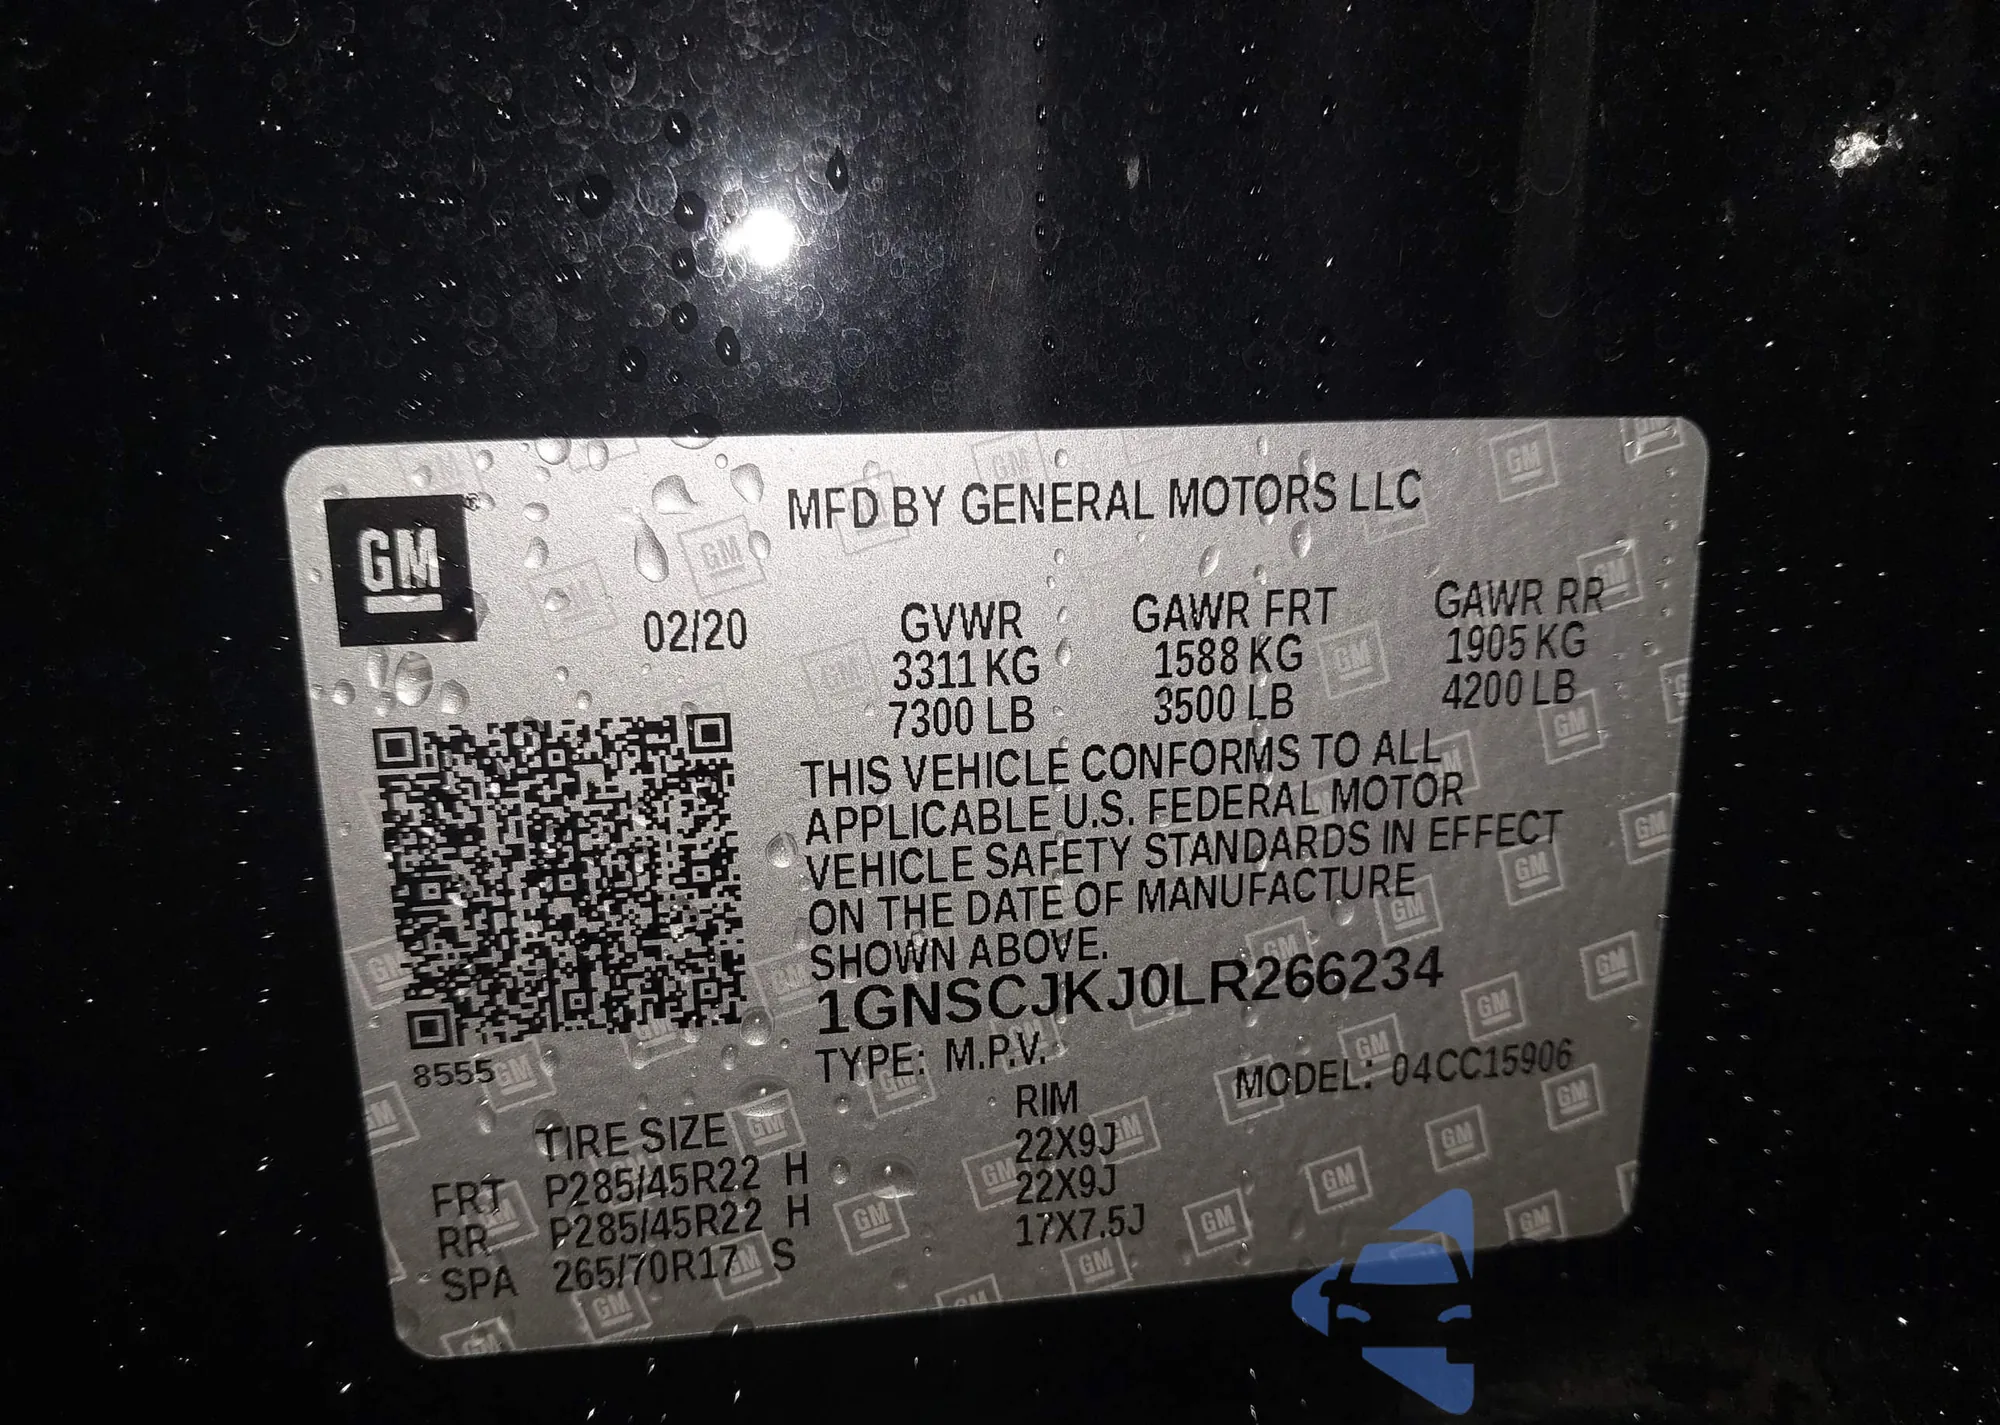 GM
MFD BY GENERAL MOTORS LLC
02/20
GVWR GAWR FRT GAWR RR
3311 KG 1588 KG 1905 KG
7300 LB 3500 LB 4200 LB
THIS VEHICLE CONFORMS TO ALL
APPLICABLE U.S. FEDERAL MOTOR
VEHICLE SAFETY STANDARDS IN EFFECT
ON THE DATE OF MANUFACTURE
SHOWN ABOVE.
1GNSCJKJ0LR266234
8555
TYPE: M.P.V. MODEL: 04CC15906
TIRE SIZE RIM
FRT P285/45R22 H 22X9J
RR P285/45R22 H 22X9J
SPA 265/70R17 S 17X7.5J